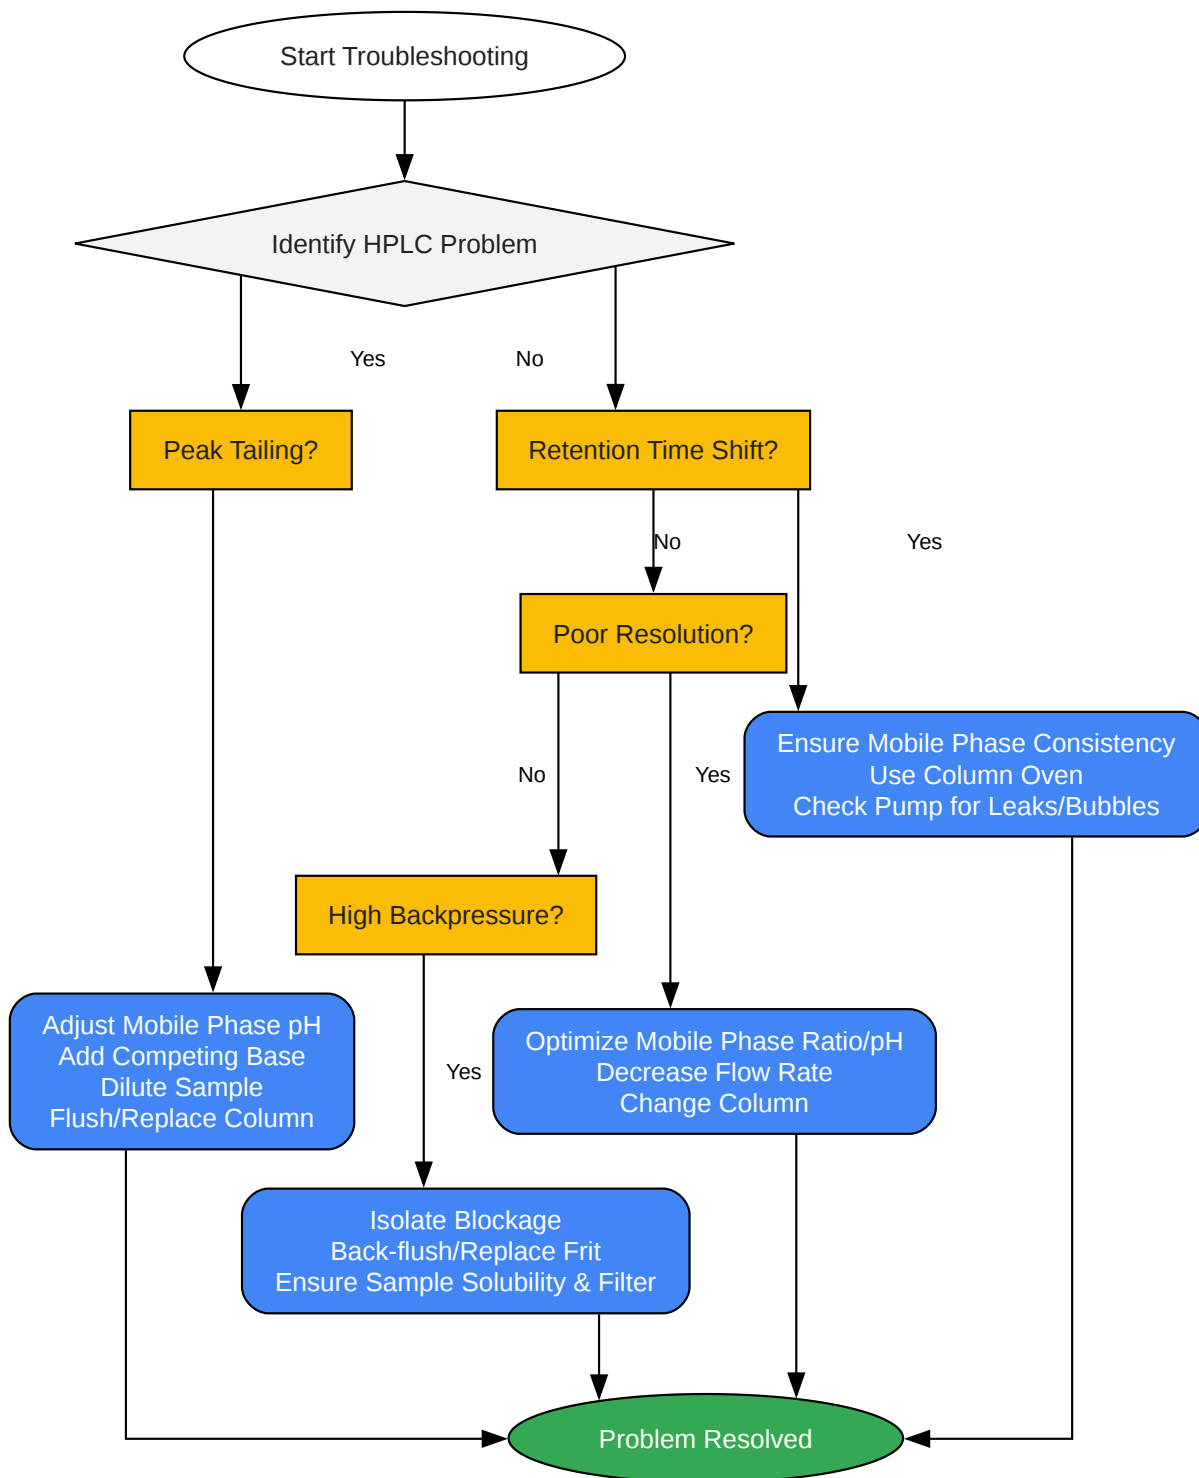 Start Troubleshooting
Identify HPLC Problem
Yes
No
Peak Tailing?
Retention Time Shift?
No
Yes
Poor Resolution?
Ensure Mobile Phase Consistency
Use Column Oven
Check Pump for Leaks/Bubbles
No
Yes
High Backpressure?
Adjust Mobile Phase pH
Add Competing Base
Dilute Sample
Flush/Replace Column
Yes
Optimize Mobile Phase Ratio/pH
Decrease Flow Rate
Change Column
Isolate Blockage
Back-flush/Replace Frit
Ensure Sample Solubility & Filter
Problem Resolved